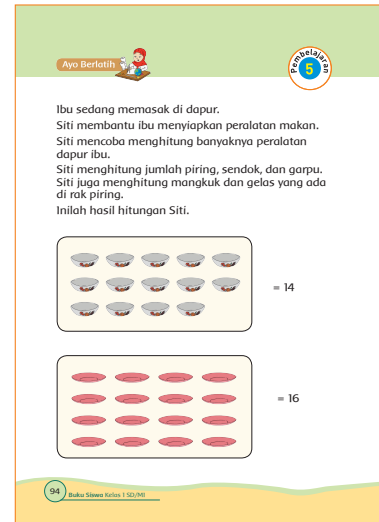 Ayo Berlatih
Pembelajaran
5
Ibu sedang memasak di dapur.
Siti membantu ibu menyiapkan peralatan makan.
Siti mencoba menghitung banyaknya peralatan
dapur ibu.
Siti menghitung jumlah piring, sendok, dan garpu.
Siti juga menghitung mangkuk dan gelas yang ada
di rak piring.
Inilah hasil hitungan Siti.
= 14
= 16
94
Buku Siswa Kelas 1 SD/MI